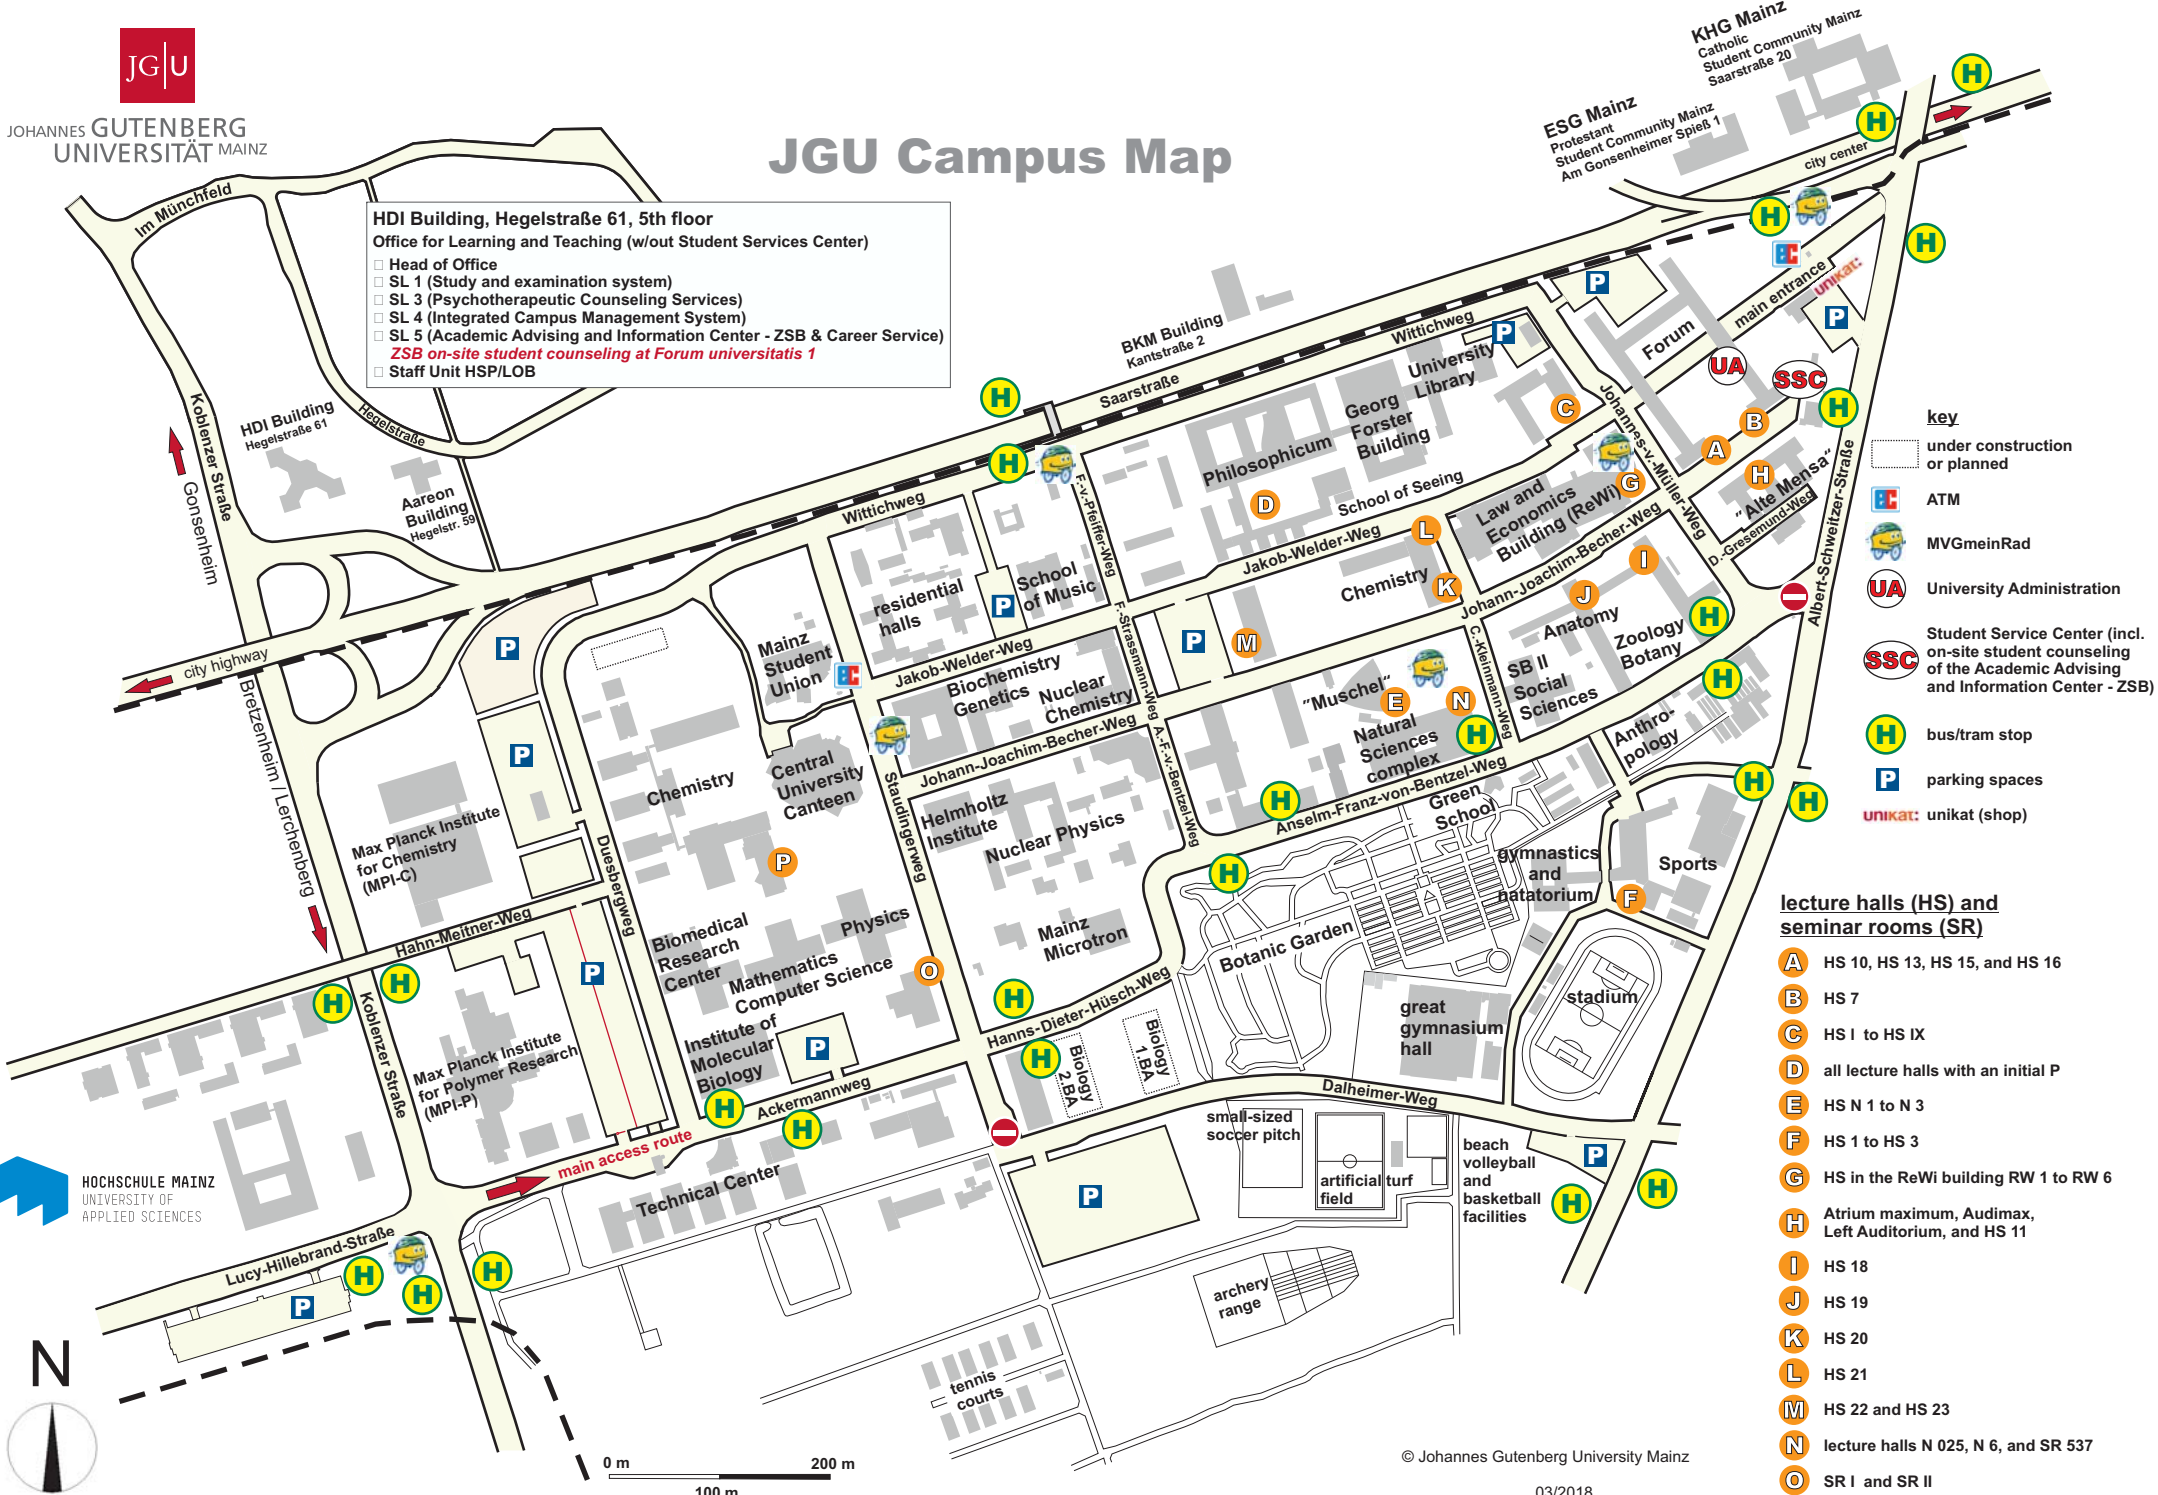 JG|U
JOHANNES GUTENBERG
UNIVERSITÄT MAINZ
JGU Campus Map
KHG Mainz
Catholic
Student Community Mainz
Saarstraße 20
ESG Mainz
Protestant
Student Community Mainz
Am Gonsenheimer Spieß 1
HDI Building, Hegelstraße 61, 5th floor
Office for Learning and Teaching (w/out Student Services Center)
Head of Office
SL 1 (Study and examination system)
SL 3 (Psychotherapeutic Counseling Services)
SL 4 (Integrated Campus Management System)
SL 5 (Academic Advising and Information Center - ZSB & Career Service)
ZSB on-site student counseling at Forum universitatis 1
Staff Unit HSP/LOB
Im Münchfeld
Koblenzer Straße
Gonsenheim
HDI Building
Hegelstraße 61
Hegelstraße
Aareon
Building
Hegelstr. 59
BKM Building
Kantstraße 2
Saarstraße
Wittichweg
Wittichweg
city center
main entrance
unikat:
Forum
UA
SSC
University
Library
Georg
Forster
Building
Philosophicum
School of Seeing
Johannes-v.-Müller-Weg
Law and
Economics
Building (ReWi)
"Alte Mensa"
D.-Gresemund-Weg
Albert-Schweitzer-Straße
F.-v.-Pfeiffer-Weg
residential
halls
School
of Music
Jakob-Welder-Weg
Jakob-Welder-Weg
Chemistry
Johann-Joachim-Becher-Weg
Anatomy
Zoology
Botany
C.-Kleinmann-Weg
SB II
Social
Sciences
Anthro-
pology
city highway
Bretzenheim / Lerchenberg
Mainz
Student
Union
Biochemistry
Genetics
Nuclear
Chemistry
F.-Strassmann-Weg
Johann-Joachim-Becher-Weg
A.-F.-v.-Bentzel-Weg
"Muschel"
Natural
Sciences
complex
Anselm-Franz-von-Bentzel-Weg
Green
School
Chemistry
Central
University
Canteen
Staudingerweg
Helmholtz
Institute
Nuclear Physics
Max Planck Institute
for Chemistry
(MPI-C)
Duesbergweg
Hahn-Meitner-Weg
Biomedical
Research
Center
Physics
Mathematics
Computer Science
Mainz
Microtron
Botanic Garden
gymnastics
and
natatorium
Sports
stadium
great
gymnasium
hall
Koblenzer Straße
Max Planck Institute
for Polymer Research
(MPI-P)
Institute of
Molecular
Biology
Hanns-Dieter-Hüsch-Weg
Biology
2.BA
Biology
1.BA
Ackermannweg
main access route
Technical Center
Dalheimer-Weg
small-sized
soccer pitch
artificial turf
field
beach
volleyball
and
basketball
facilities
archery
range
tennis
courts
HOCHSCHULE MAINZ
UNIVERSITY OF
APPLIED SCIENCES
Lucy-Hillebrand-Straße
N
0 m
200 m
100 m
© Johannes Gutenberg University Mainz
03/2018
key
under construction
or planned
EC ATM
MVGmeinRad
UA University Administration
SSC Student Service Center (incl.
on-site student counseling
of the Academic Advising
and Information Center - ZSB)
H bus/tram stop
P parking spaces
unikat: unikat (shop)
lecture halls (HS) and
seminar rooms (SR)
A HS 10, HS 13, HS 15, and HS 16
B HS 7
C HS I to HS IX
D all lecture halls with an initial P
E HS N 1 to N 3
F HS 1 to HS 3
G HS in the ReWi building RW 1 to RW 6
H Atrium maximum, Audimax,
Left Auditorium, and HS 11
I HS 18
J HS 19
K HS 20
L HS 21
M HS 22 and HS 23
N lecture halls N 025, N 6, and SR 537
O SR I and SR II